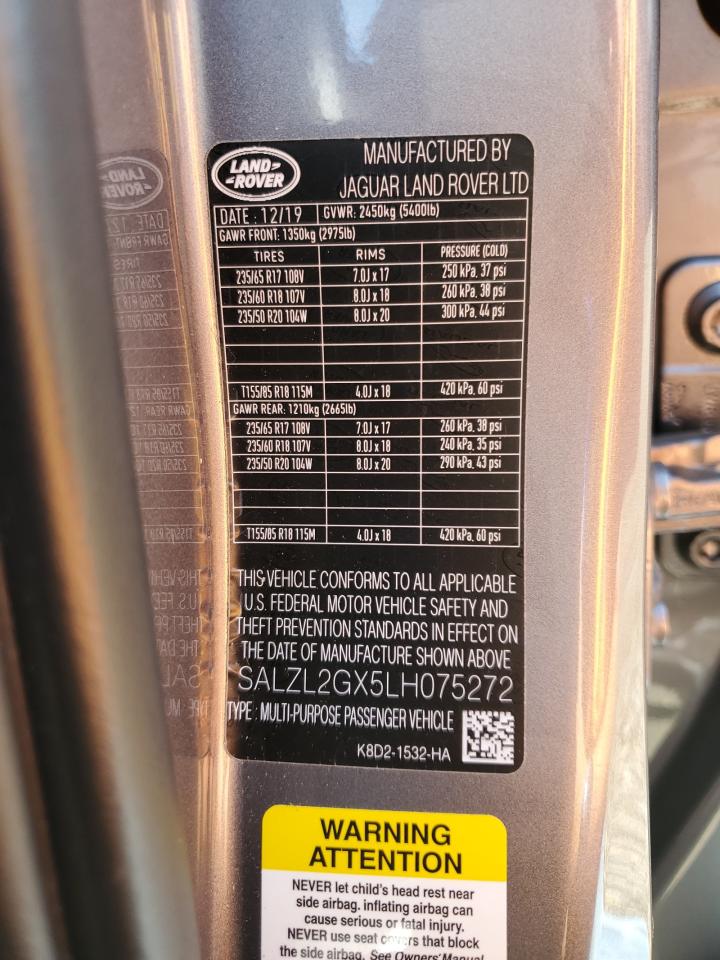 LAND-
-ROVER
MANUFACTURED BY
JAGUAR LAND ROVER LTD
DATE : 12/19 GVWR: 2450kg (5400lb)
GAWR FRONT: 1350kg (2975lb)
TIRES RIMS PRESSURE (COLD)
235/65 R17 108V 7.0J x 17 250 kPa, 37 psi
235/60 R18 107V 8.0J x 18 260 kPa, 38 psi
235/50 R20 104W 8.0J x 20 300 kPa, 44 psi
T155/85 R18 115M 4.0J x 18 420 kPa, 60 psi
GAWR REAR: 1210kg (2665lb)
235/65 R17 108V 7.0J x 17 260 kPa, 38 psi
235/60 R18 107V 8.0J x 18 240 kPa, 35 psi
235/50 R20 104W 8.0J x 20 290 kPa, 43 psi
T155/85 R18 115M 4.0J x 18 420 kPa, 60 psi
THIS VEHICLE CONFORMS TO ALL APPLICABLE
U.S. FEDERAL MOTOR VEHICLE SAFETY AND
THEFT PREVENTION STANDARDS IN EFFECT ON
THE DATE OF MANUFACTURE SHOWN ABOVE
SALZL2GX5LH075272
TYPE : MULTI-PURPOSE PASSENGER VEHICLE
K8D2-1532-HA
WARNING
ATTENTION
NEVER let child's head rest near
side airbag. inflating airbag can
cause serious or fatal injury.
NEVER use seat covers that block
the side airbag. See Owners' Manual